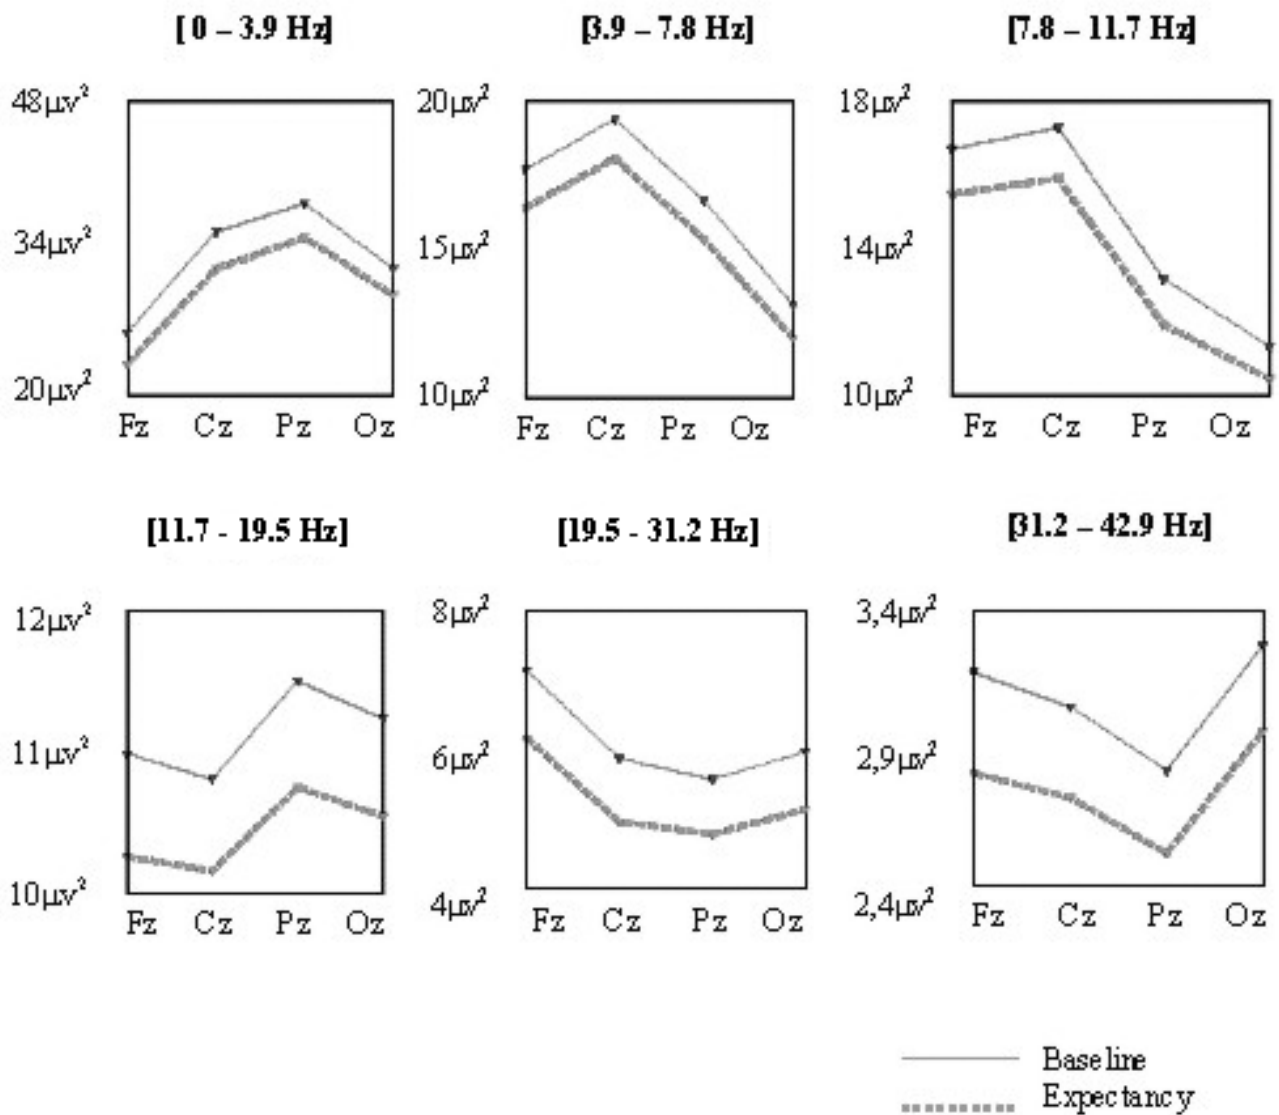 [ 0 – 3.9 Hz]
[3.9 – 7.8 Hz]
[7.8 – 11.7 Hz]
48μv²
34μv²
20μv²
Fz Cz Pz Oz
20μv²
15μv²
10μv²
Fz Cz Pz Oz
18μv²
14μv²
10μv²
Fz Cz Pz Oz
[11.7 - 19.5 Hz]
[19.5 - 31.2 Hz]
[31.2 – 42.9 Hz]
12μv²
11μv²
10μv²
Fz Cz Pz Oz
8μv²
6μv²
4μv²
Fz Cz Pz Oz
3,4μv²
2,9μv²
2,4μv²
Fz Cz Pz Oz
Baseline
Expectancy